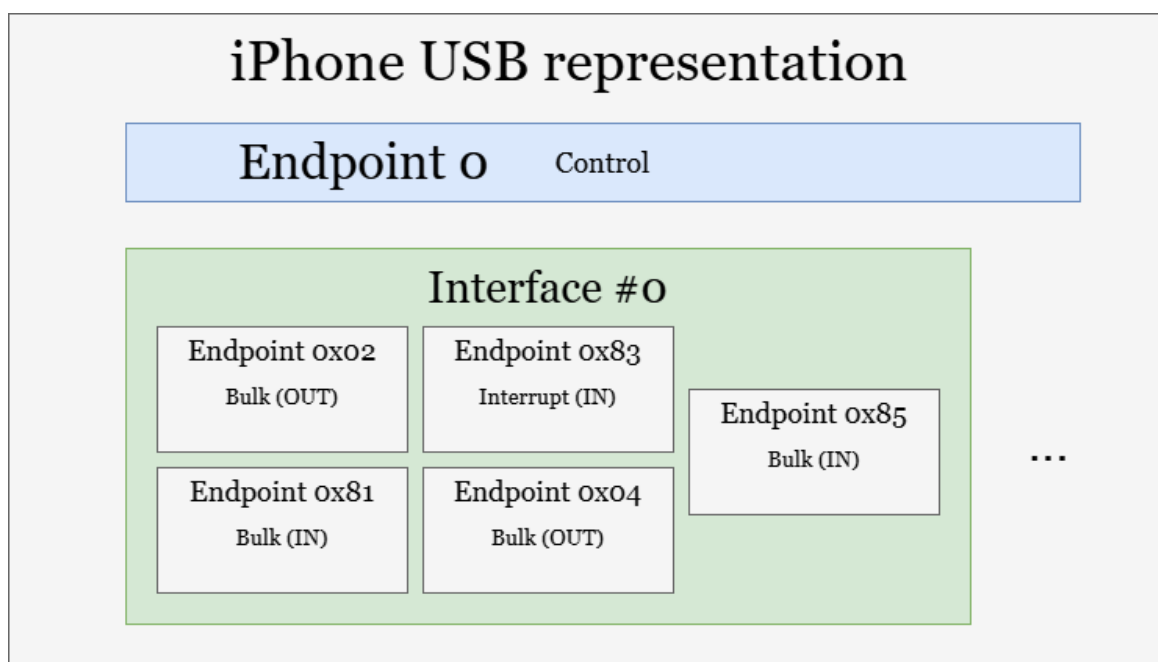 iPhone USB representation
Endpoint 0 Control
Interface #0
Endpoint 0x02
Bulk (OUT)
Endpoint 0x83
Interrupt (IN)
Endpoint 0x85
Bulk (IN)
Endpoint 0x81
Bulk (IN)
Endpoint 0x04
Bulk (OUT)
...